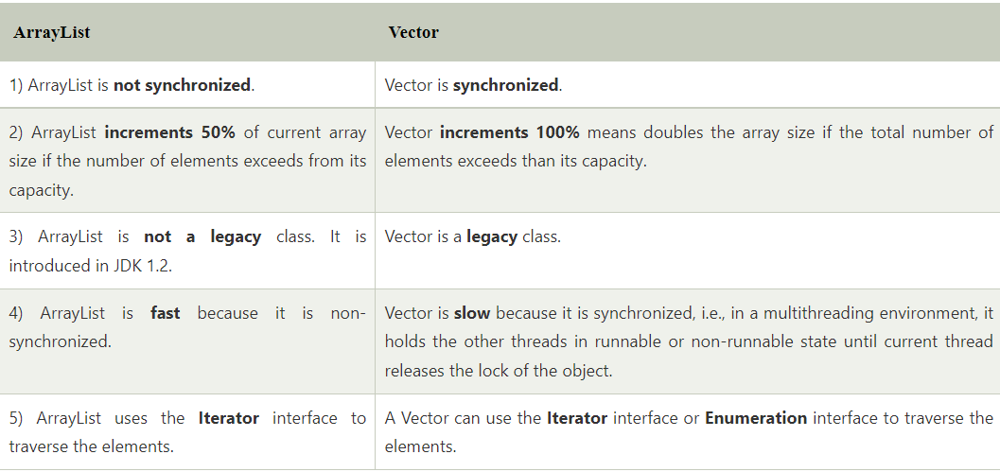 ArrayList
Vector
1) ArrayList is not synchronized.
Vector is synchronized.
2) ArrayList increments 50% of current array
size if the number of elements exceeds from its
capacity.
Vector increments 100% means doubles the array size if the total number of
elements exceeds than its capacity.
3) ArrayList is not a legacy class. It is
introduced in JDK 1.2.
Vector is a legacy class.
4) ArrayList is fast because it is non-
synchronized.
Vector is slow because it is synchronized, i.e., in a multithreading environment, it
holds the other threads in runnable or non-runnable state until current thread
releases the lock of the object.
5) ArrayList uses the Iterator interface to
traverse the elements.
A Vector can use the Iterator interface or Enumeration interface to traverse the
elements.